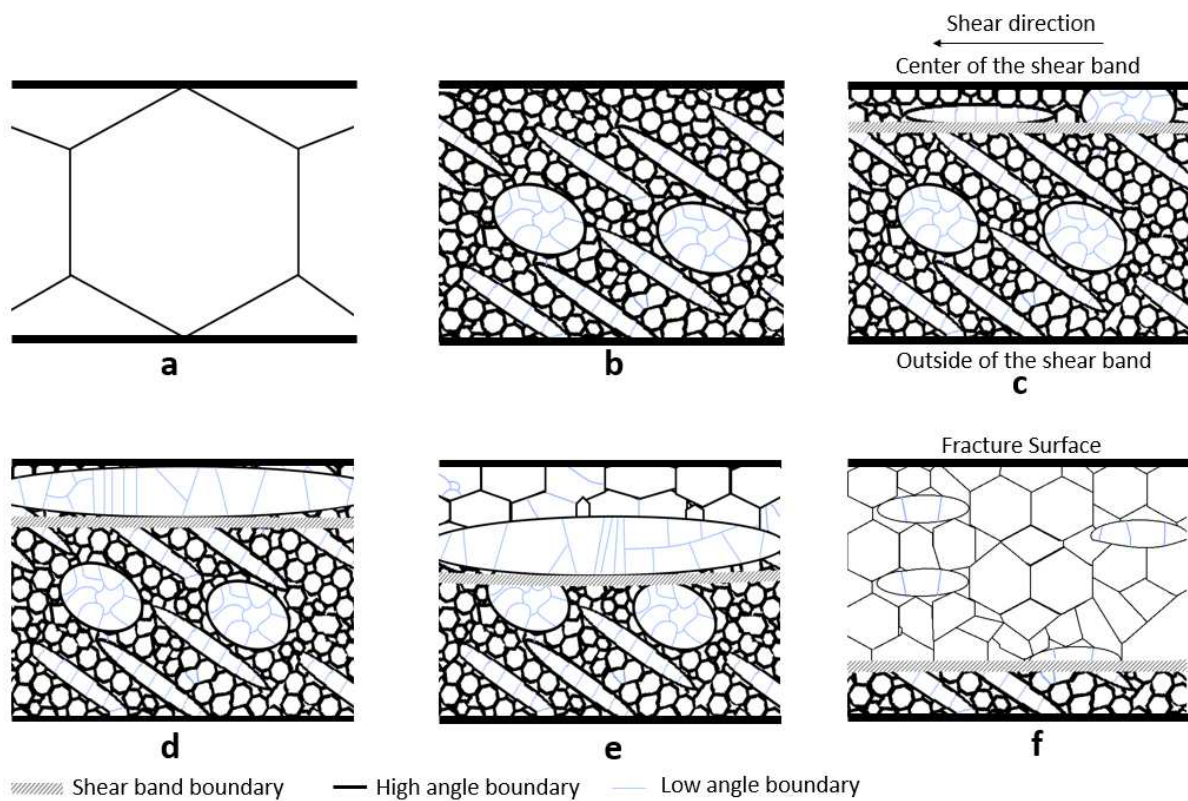 Shear direction
Center of the shear band
a
b
Outside of the shear band
c
Fracture Surface
d
e
f
Shear band boundary
High angle boundary
Low angle boundary